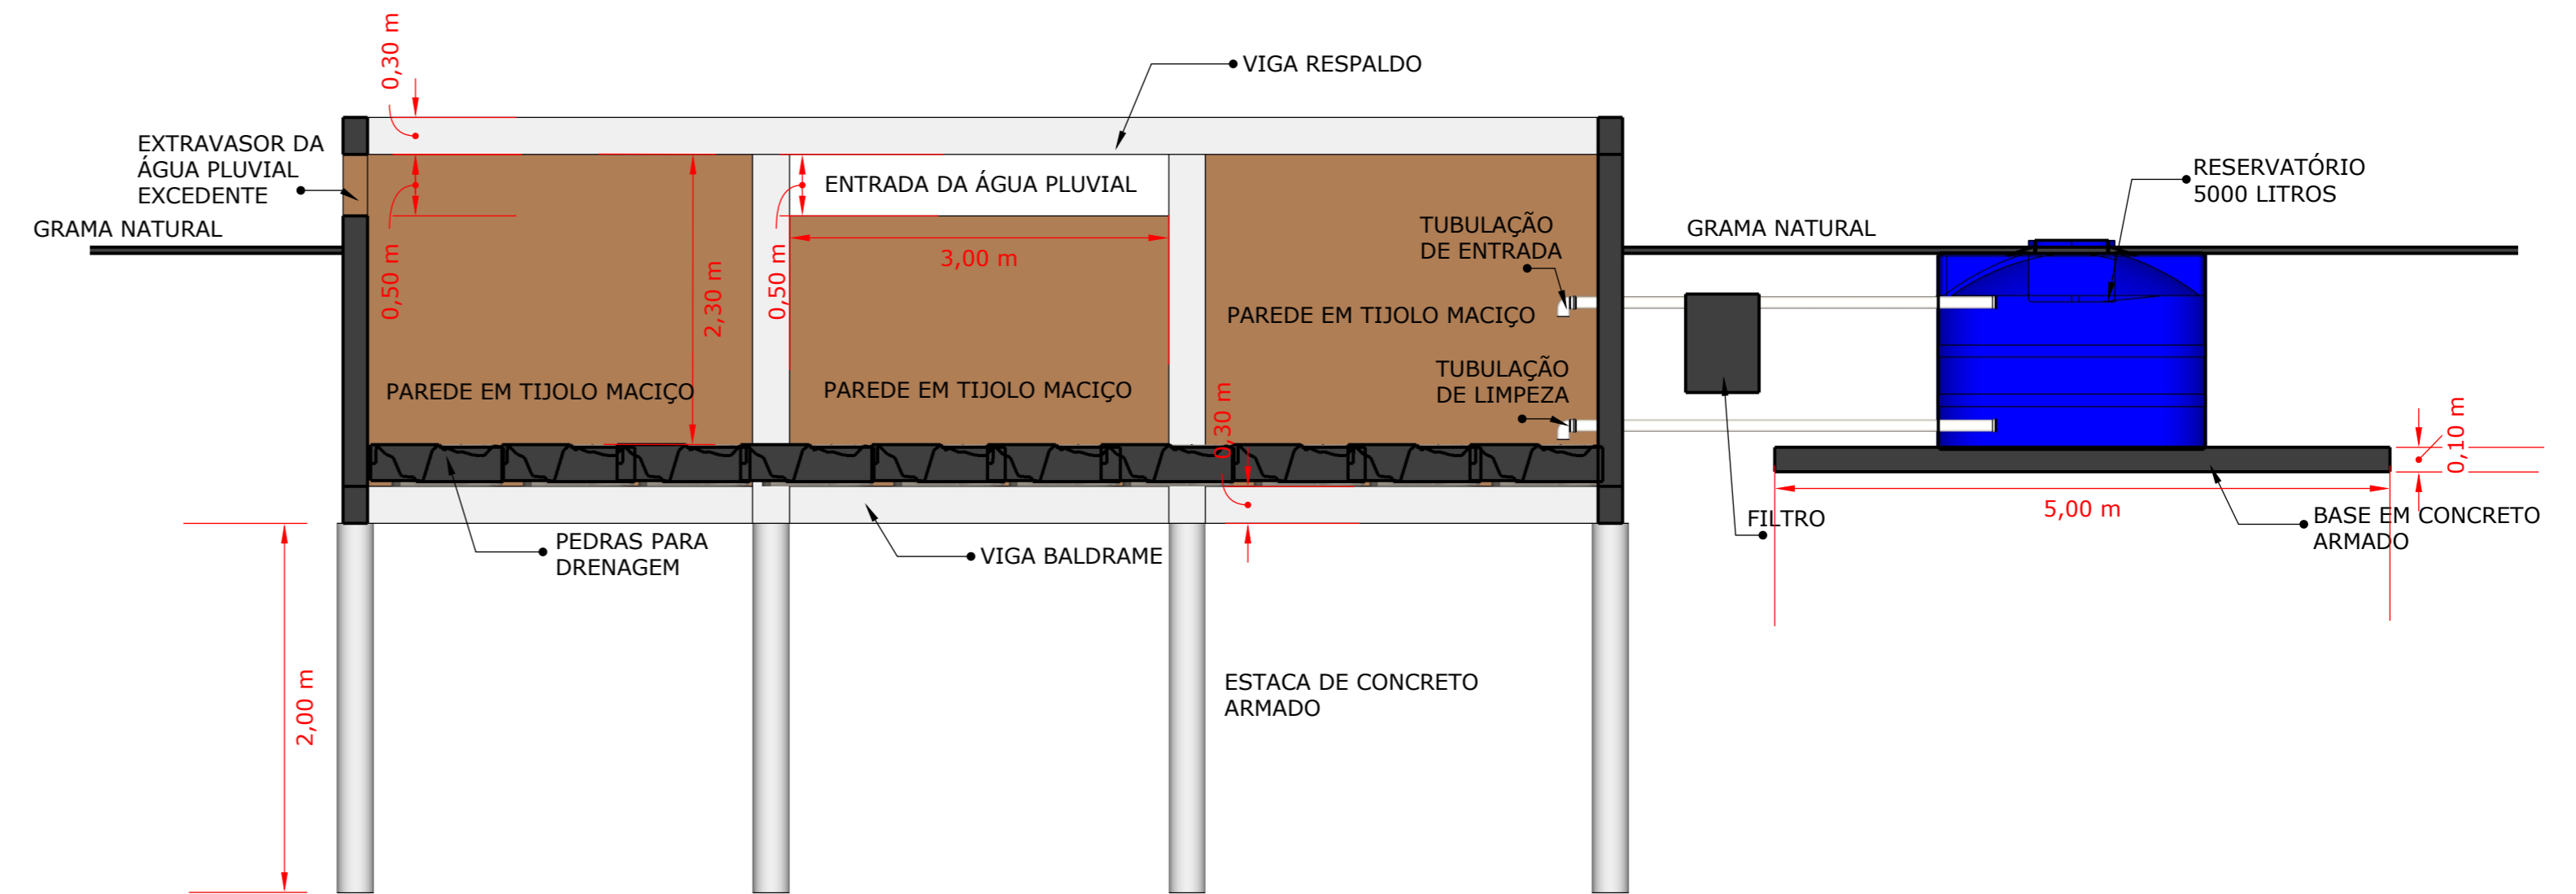 0,30 m
VIGA RESPALDO
EXTRAVASOR DA
ÁGUA PLUVIAL
EXCEDENTE
ENTRADA DA ÁGUA PLUVIAL
RESERVATÓRIO
5000 LITROS
GRAMA NATURAL
TUBULAÇÃO
DE ENTRADA
GRAMA NATURAL
0,50 m
2,30 m
0,50 m
3,00 m
PAREDE EM TIJOLO MACIÇO
PAREDE EM TIJOLO MACIÇO
PAREDE EM TIJOLO MACIÇO
TUBULAÇÃO
DE LIMPEZA
0,30 m
0,10 m
5,00 m
FILTRO
BASE EM CONCRETO
ARMADO
PEDRAS PARA
DRENAGEM
VIGA BALDRAME
2,00 m
ESTACA DE CONCRETO
ARMADO